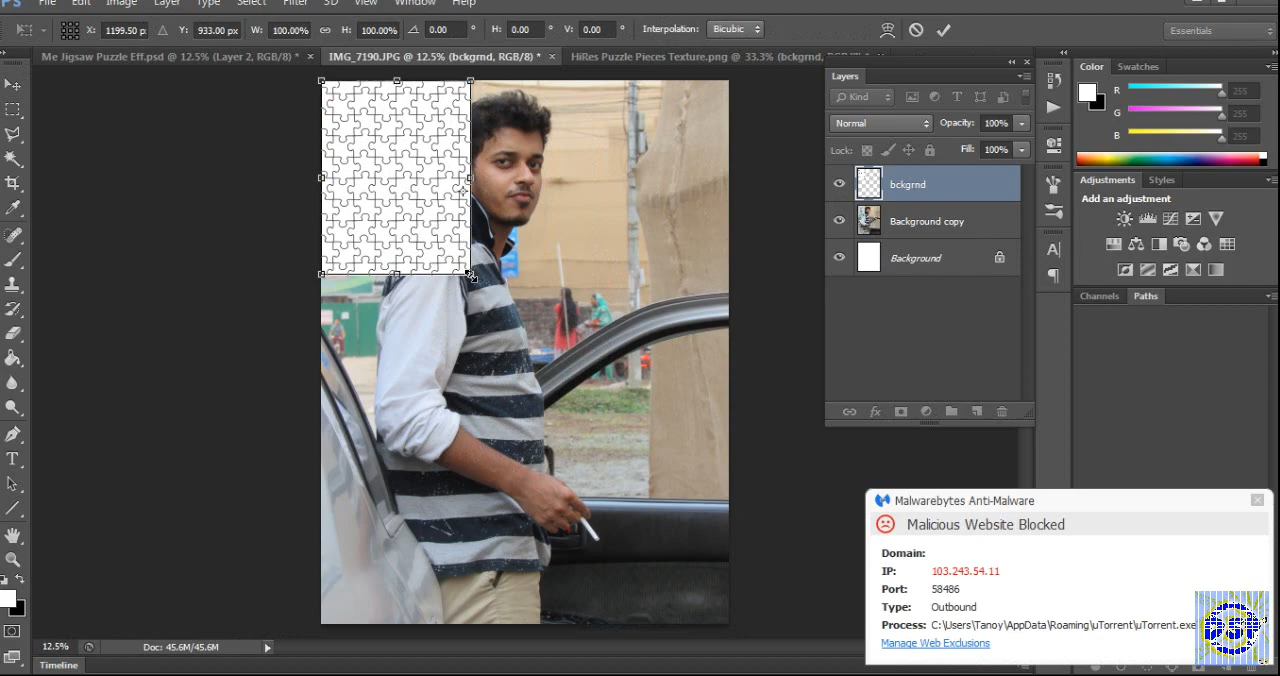 PS File Edit Image Layer Type Select Filter 3D View Window Help
X: 1199.50 p: Y: 933.00 px W: 100.00% H: 100.00% 0.00 ° H: 0.00 ° V: 0.00 ° Interpolation: Bicubic Essentials
Me Jigsaw Puzzle Eff.psd @ 12.5% (Layer 2, RGB/8) * × IMG_7190.JPG @ 12.5% (bckgrnd, RGB/8) * × HiRes Puzzle Pieces Texture.png @ 33.3% (bckgrnd,
Layers
Kind
Normal Opacity: 100%
Lock: Fill: 100%
bckgrnd
Background copy
Background
Color Swatches
R 255
G 255
B 255
Adjustments Styles
Add an adjustment
Channels Paths
Malwarebytes Anti-Malware
Malicious Website Blocked
Domain:
IP: 103.243.54.11
Port: 58486
Type: Outbound
Process: C:\Users\Tanoy\AppData\Roaming\uTorrent\uTorrent.exe
Manage Web Exclusions
12.5% Doc: 45.6M/45.6M
Timeline